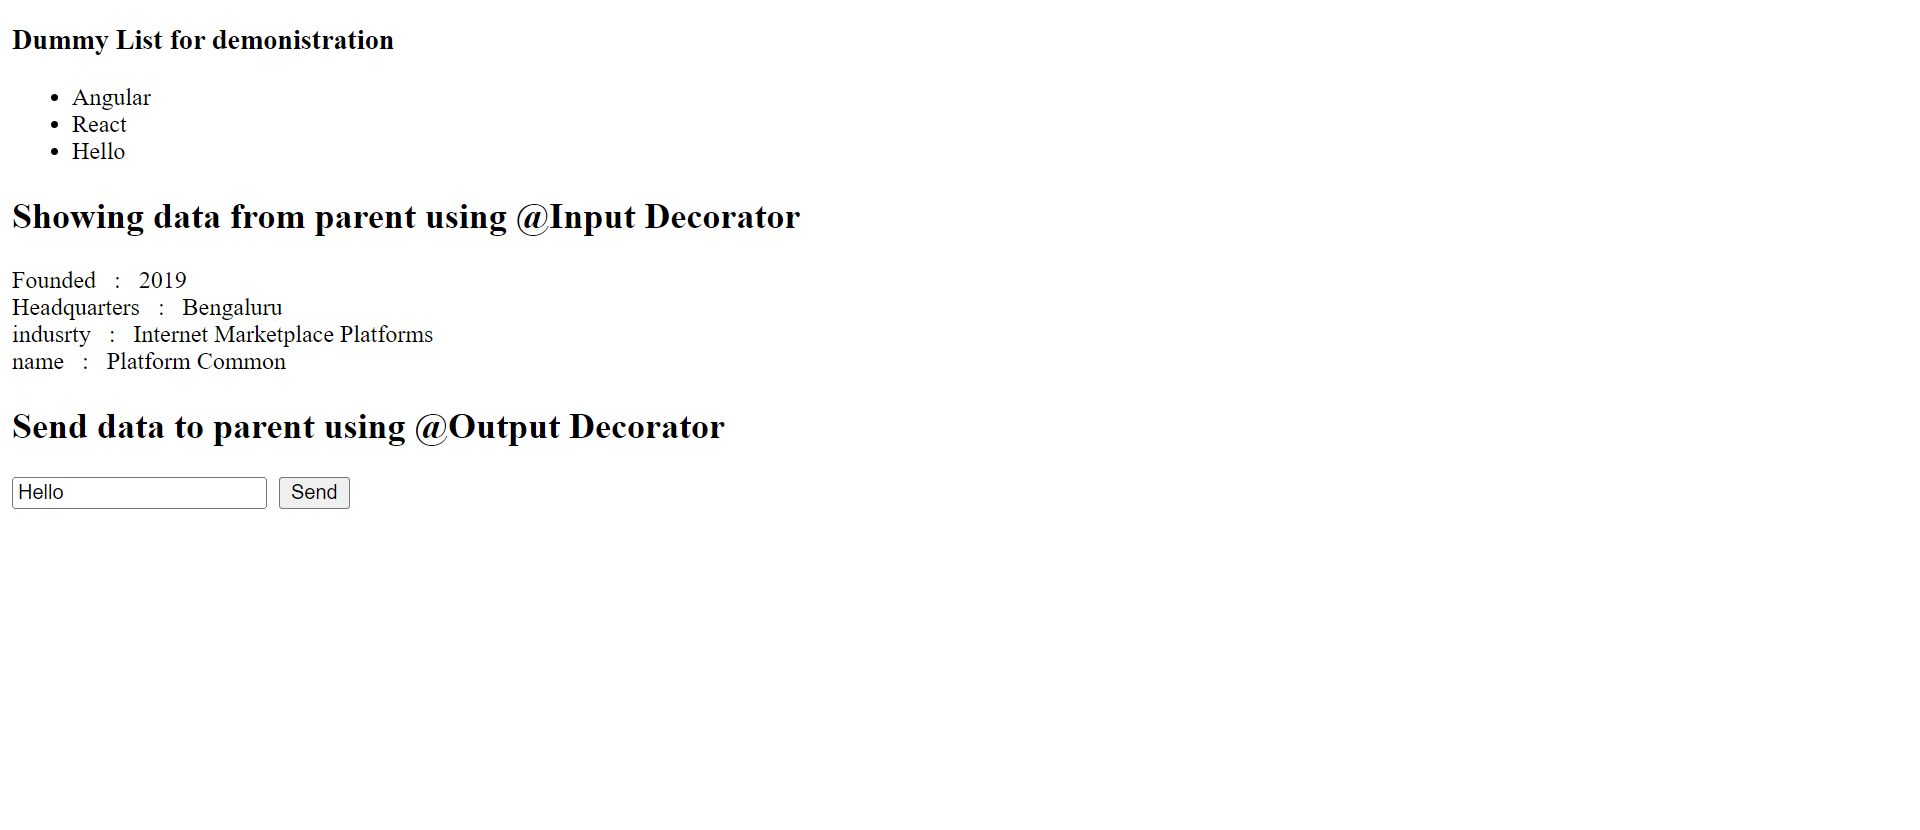 Dummy List for demonistration
• Angular
• React
• Hello
Showing data from parent using @Input Decorator
Founded : 2019
Headquarters : Bengaluru
indusrty : Internet Marketplace Platforms
name : Platform Common
Send data to parent using @Output Decorator
Hello Send